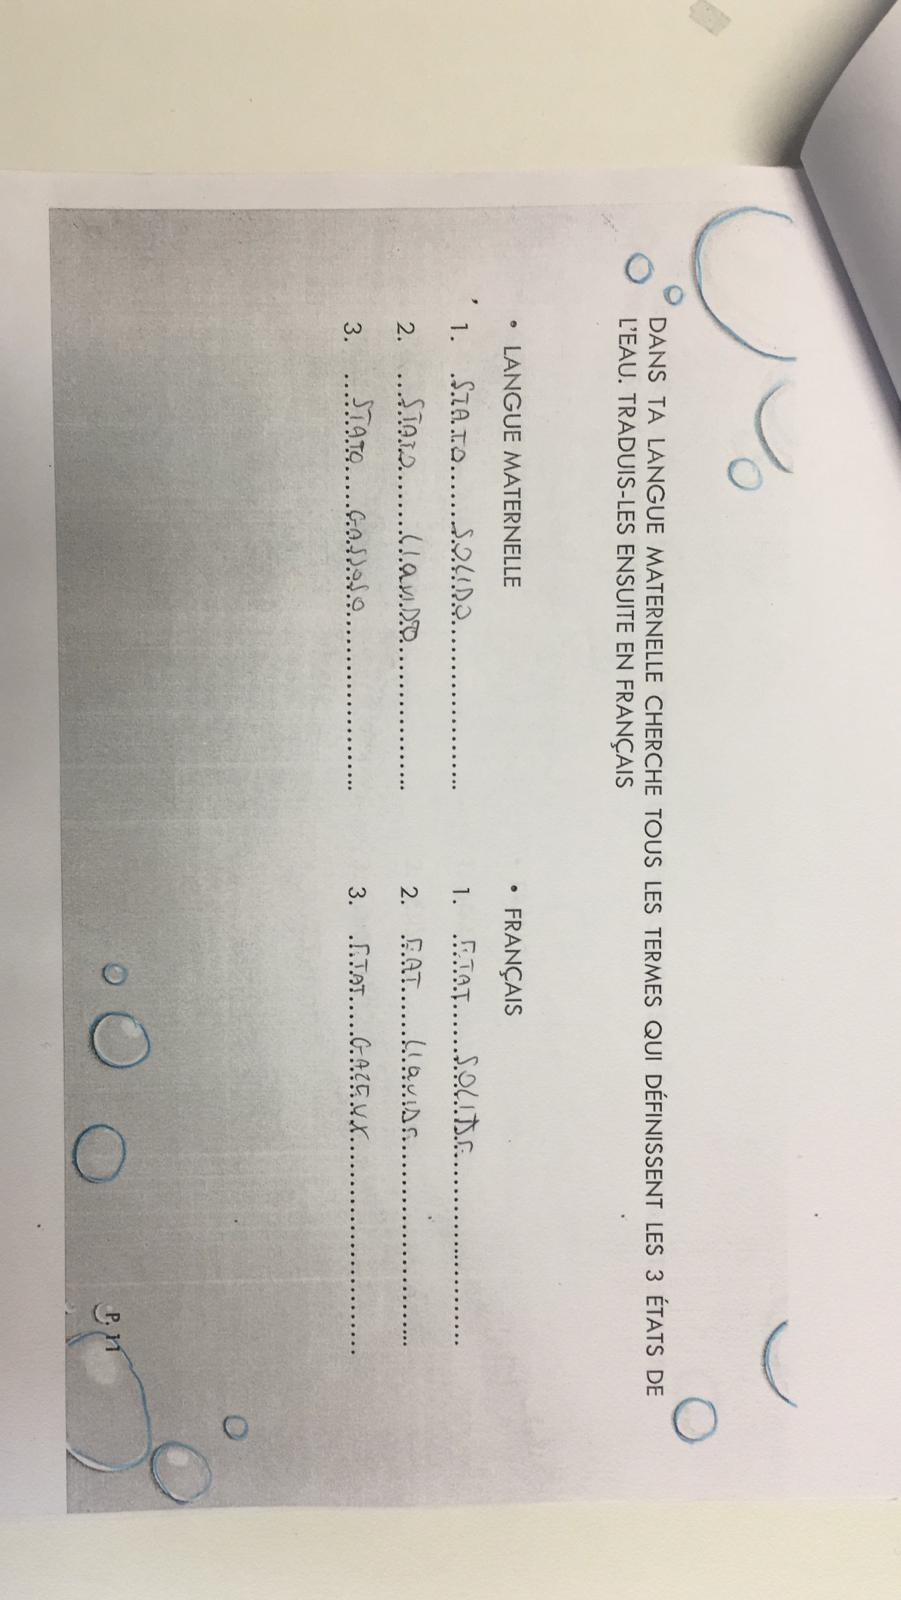 DANS TA LANGUE MATERNELLE CHERCHE TOUS LES TERMES QUI DÉFINISSENT LES 3 ÉTATS DE
L'EAU. TRADUIS-LES ENSUITE EN FRANÇAIS
• LANGUE MATERNELLE
1. STATO SOLIDO
2. STATO LIQUIDO
3. STATO GASSOSO
• FRANÇAIS
1. ETAT SOLIDE
2. EAT LIQUIDE
3. ETAT GAZEUX
P. 11